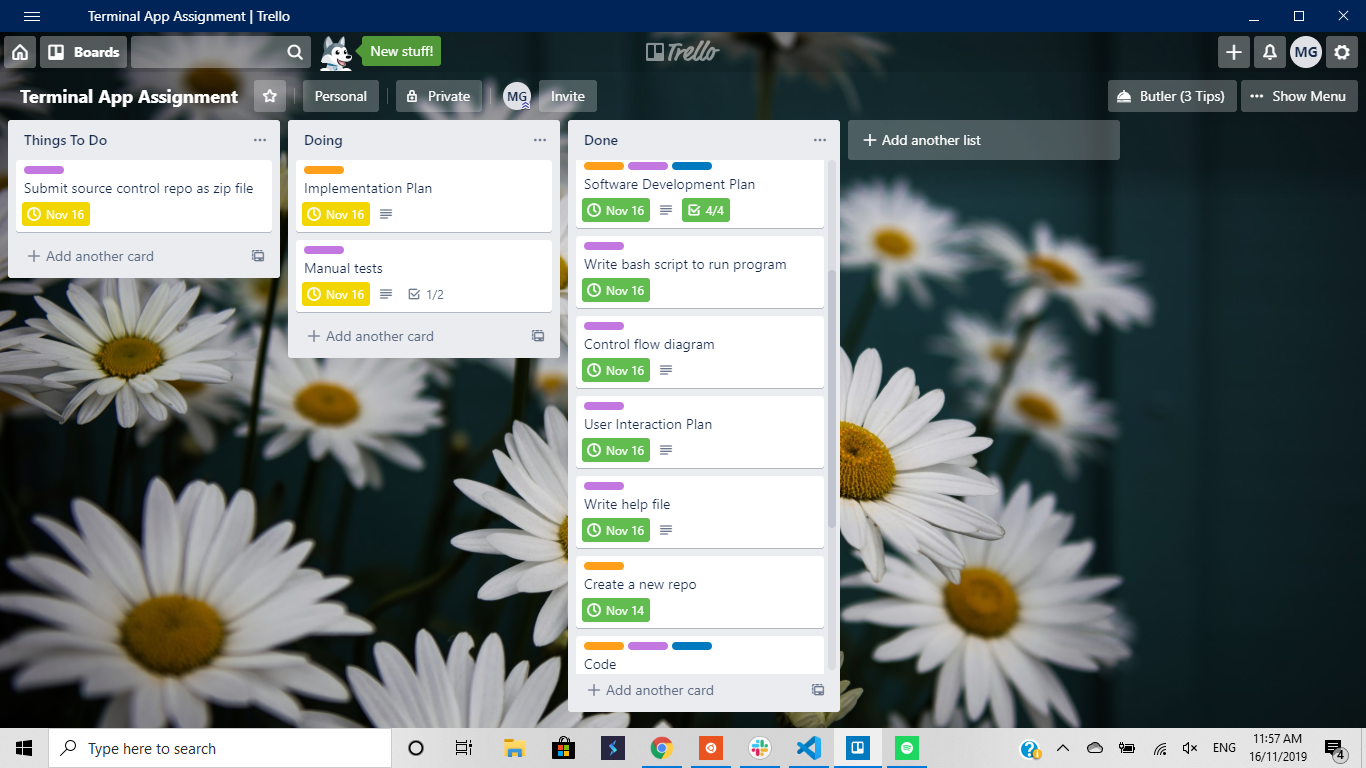 Terminal App Assignment | Trello
Boards
New stuff!
Trello
MG
Terminal App Assignment
Personal
Private
MG
Invite
Butler (3 Tips)
Show Menu
Things To Do
Submit source control repo as zip file
Nov 16
Add another card
Doing
Implementation Plan
Nov 16
Manual tests
Nov 16
1/2
Add another card
Done
Software Development Plan
Nov 16
4/4
Write bash script to run program
Nov 16
Control flow diagram
Nov 16
User Interaction Plan
Nov 16
Write help file
Nov 16
Create a new repo
Nov 14
Code
Add another card
Add another list
Type here to search
ENG
11:57 AM
16/11/2019
4